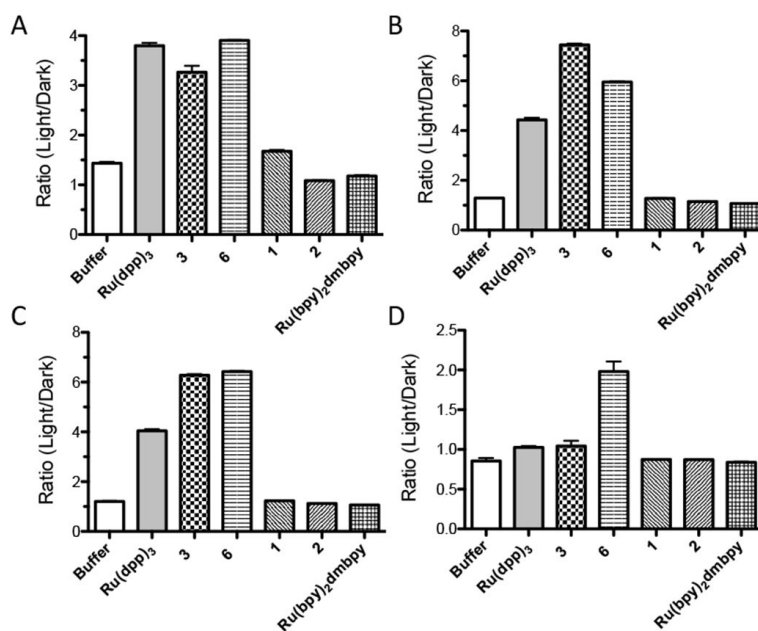 A
Ratio (Light/Dark)
4
3
2
1
0
Buffer
Ru(dpp)₃
3
6
1
2
Ru(bpy)₂dmbpy
B
Ratio (Light/Dark)
8
6
4
2
0
Buffer
Ru(dpp)₃
3
6
1
2
Ru(bpy)₂dmbpy
C
Ratio (Light/Dark)
8
6
4
2
0
Buffer
Ru(dpp)₃
3
6
1
2
Ru(bpy)₂dmbpy
D
Ratio (Light/Dark)
2.5
2.0
1.5
1.0
0.5
0.0
Buffer
Ru(dpp)₃
3
6
1
2
Ru(bpy)₂dmbpy